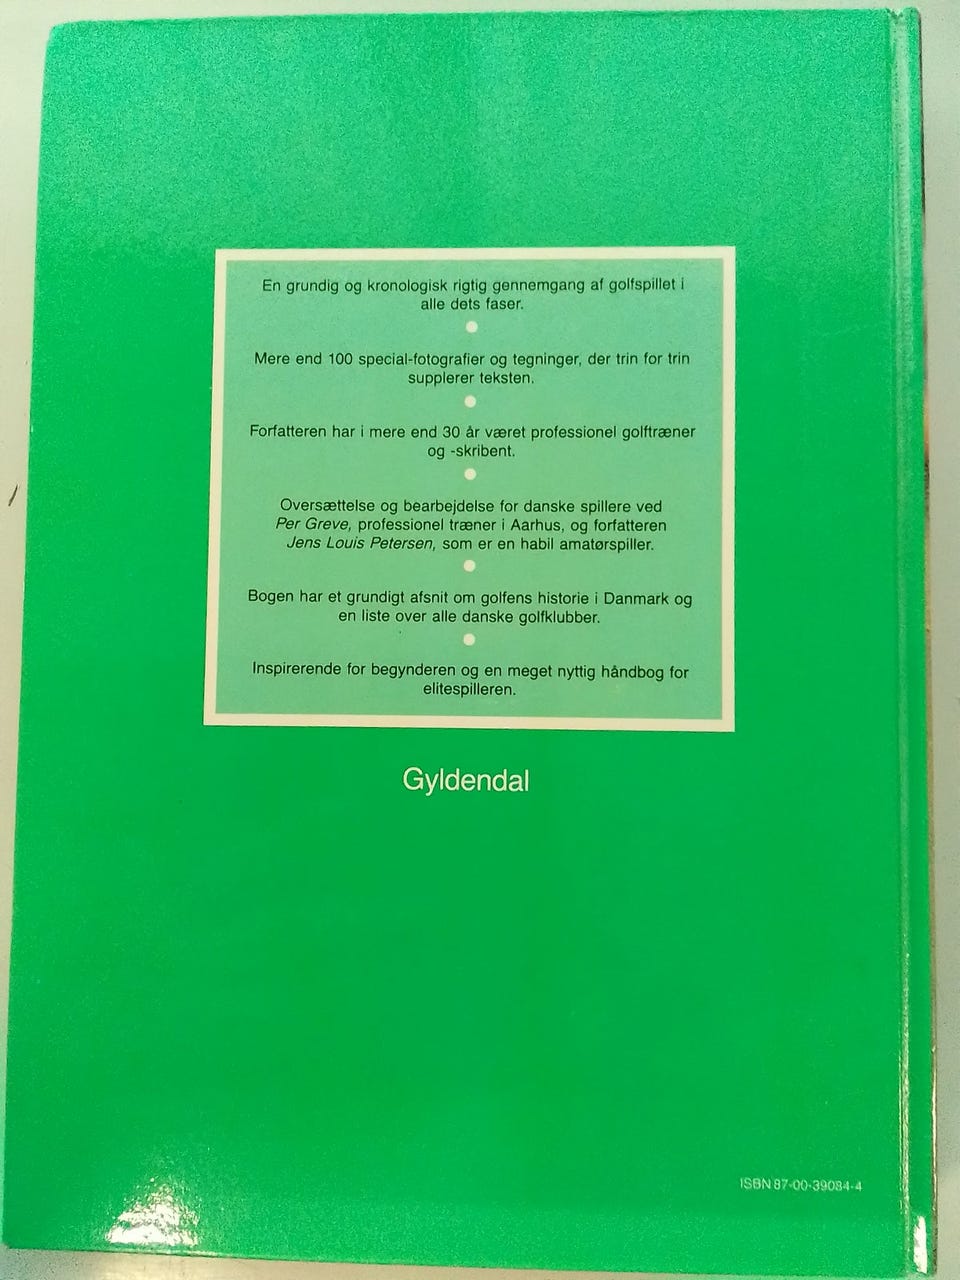 En grundig og kronologisk rigtig gennemgang af golfspillet i
alle dets faser.
Mere end 100 special-fotografier og tegninger, der trin for trin
supplerer teksten.
Forfatteren har i mere end 30 år været professionel golftræner
og -skribent.
Oversættelse og bearbejdelse for danske spillere ved
Per Greve, professionel træner i Aarhus, og forfatteren
Jens Louis Petersen, som er en habil amatørspiller.
Bogen har et grundigt afsnit om golfens historie i Danmark og
en liste over alle danske golfklubber.
Inspirerende for begynderen og en meget nyttig håndbog for
elitespilleren.
Gyldendal
ISBN 87-00-39084-4